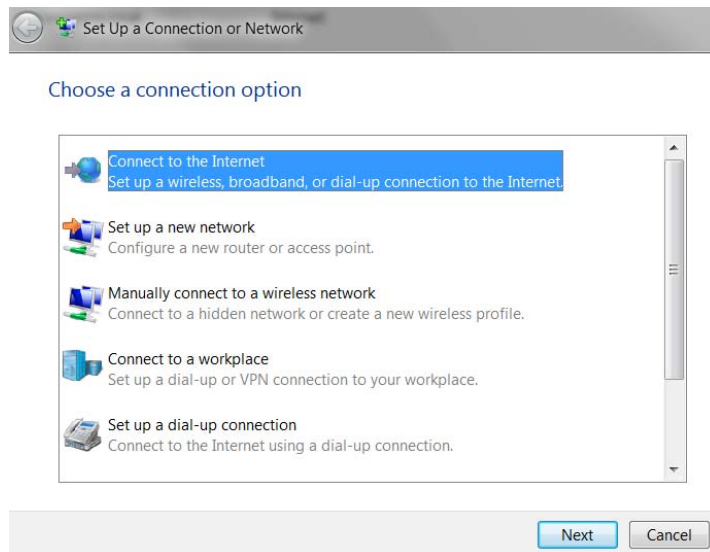 Set Up a Connection or Network
Choose a connection option
Connect to the Internet
Set up a wireless, broadband, or dial-up connection to the Internet.
Set up a new network
Configure a new router or access point.
Manually connect to a wireless network
Connect to a hidden network or create a new wireless profile.
Connect to a workplace
Set up a dial-up or VPN connection to your workplace.
Set up a dial-up connection
Connect to the Internet using a dial-up connection.
Next Cancel